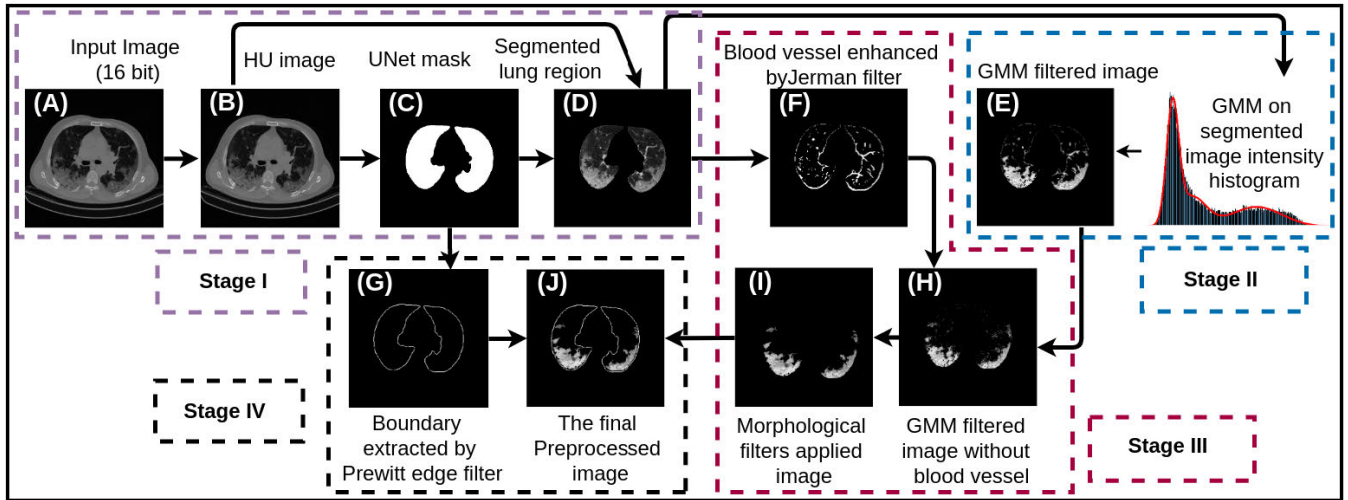 Input Image
(16 bit)
HU image
UNet mask
Segmented
lung region
Blood vessel enhanced
byJerman filter
GMM filtered image
GMM on
segmented
image intensity
histogram
(A)
(B)
(C)
(D)
(F)
(E)
Stage I
Stage II
(G)
(J)
(I)
(H)
Stage IV
Boundary
extracted by
Prewitt edge filter
The final
Preprocessed
image
Morphological
filters applied
image
GMM filtered
image without
blood vessel
Stage III